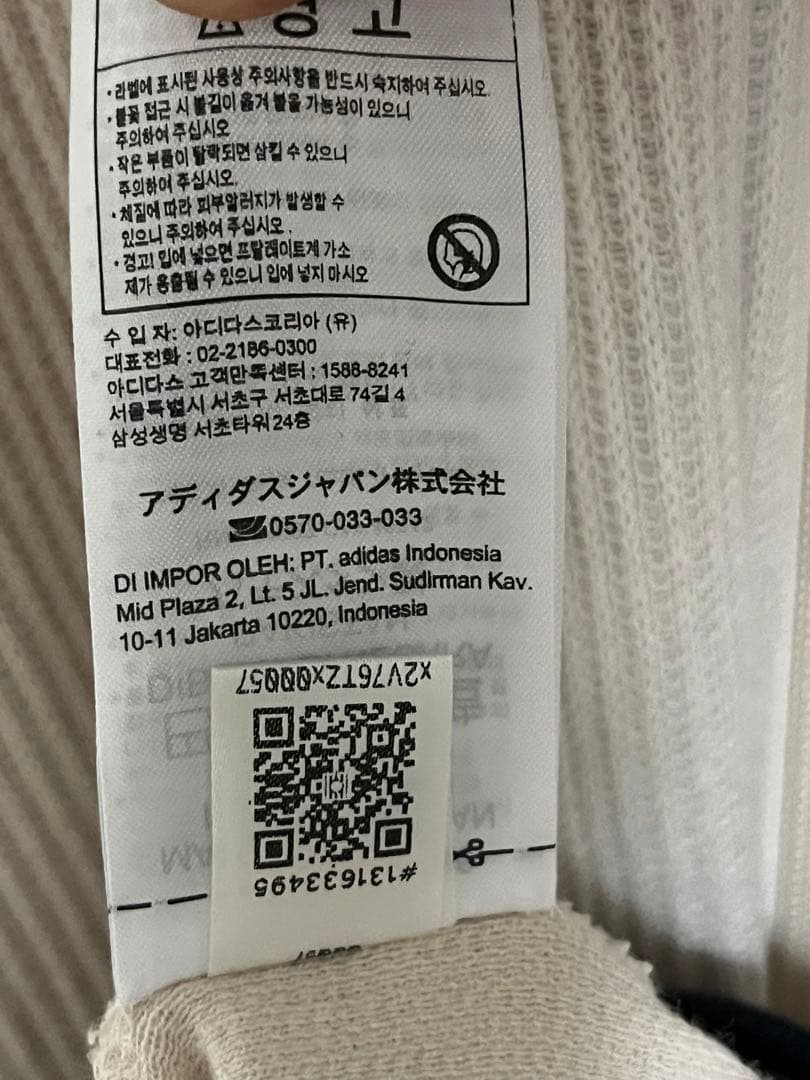 경 고
·라벨에 표시된 사용상 주의사항을 반드시 숙지하여 주십시오.
·불꽃 접근 시 불길이 옮겨 붙을 가능성이 있으니
주의하여 주십시오
·작은 부품이 탈락되면 삼킬 수 있으니
주의하여 주십시오.
·체질에 따라 피부알러지가 발생할 수
있으니 주의하여 주십시오.
·경고! 입에 넣으면 프탈레이트계 가소
제가 용출될 수 있으니 입에 넣지 마시오
수 입 자: 아디다스코리아 (유)
대표전화 : 02-2186-0300
아디다스 고객만족센터 : 1588-8241
서울특별시 서초구 서초대로 74길 4
삼성생명 서초타워 24층
アディダスジャパン株式会社
0570-033-033
DI IMPOR OLEH: PT. adidas Indonesia
Mid Plaza 2, Lt. 5 JL. Jend. Sudirman Kav.
10-11 Jakarta 10220, Indonesia
x2V76TZx00057
#131633495